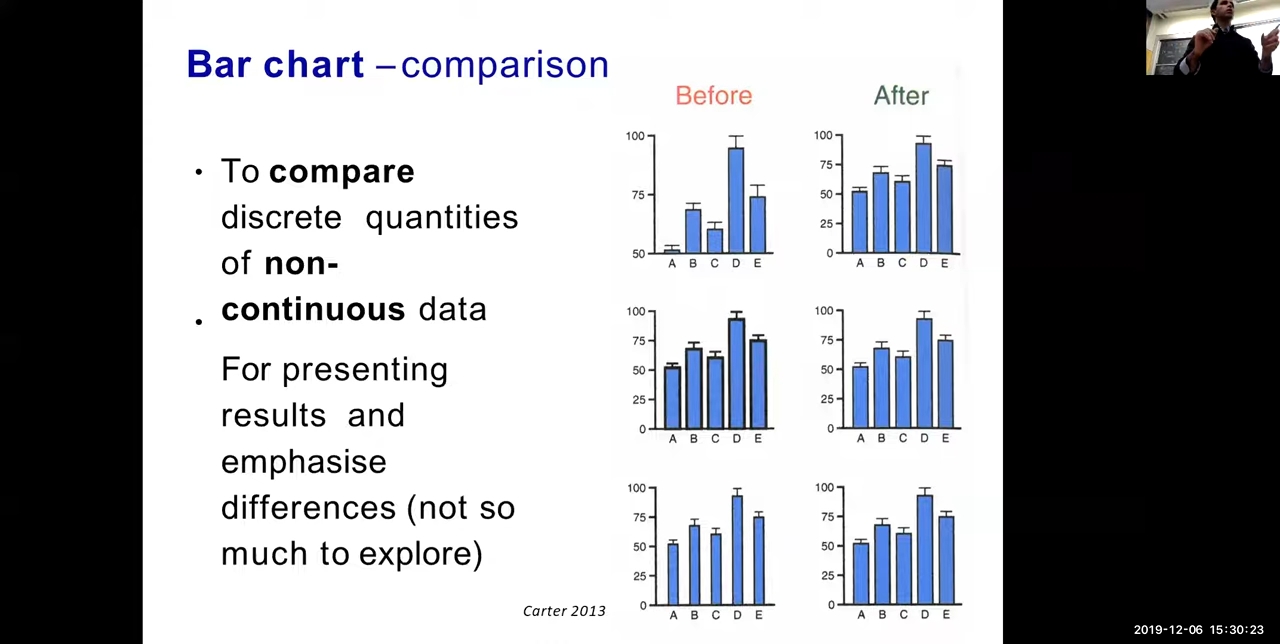 Bar chart – comparison
• To compare
discrete quantities
of non-
continuous data
•
For presenting
results and
emphasise
differences (not so
much to explore)
Carter 2013
Before
After
100
75
50
A B C D E
100
75
50
25
0
A B C D E
100
75
50
25
0
A B C D E
100
75
50
25
0
A B C D E
100
75
50
25
0
A B C D E
100
75
50
25
0
A B C D E
2019-12-06 15:30:23